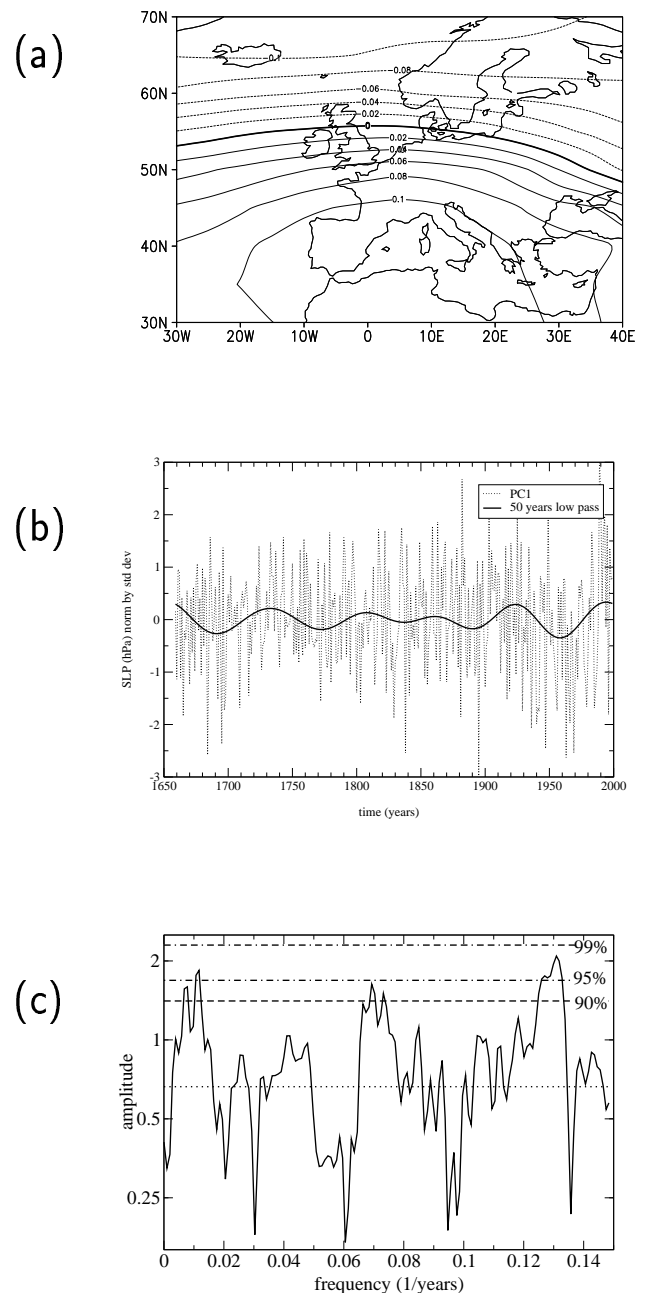 (a)
70N
60N
50N
40N
30N
0.1
0.08
0.06
0.04
0.02
0
0.02
0.04
0.06
0.08
0.1
30W 20W 10W 0 10E 20E 30E 40E
(b)
3
2
1
0
-1
-2
-3
SLP (hPa) norm by std dev
PC1
50 years low pass
1650 1700 1750 1800 1850 1900 1950 2000
time (years)
(c)
2
1
0.5
0.25
amplitude
99%
95%
90%
0 0.02 0.04 0.06 0.08 0.1 0.12 0.14
frequency (1/years)